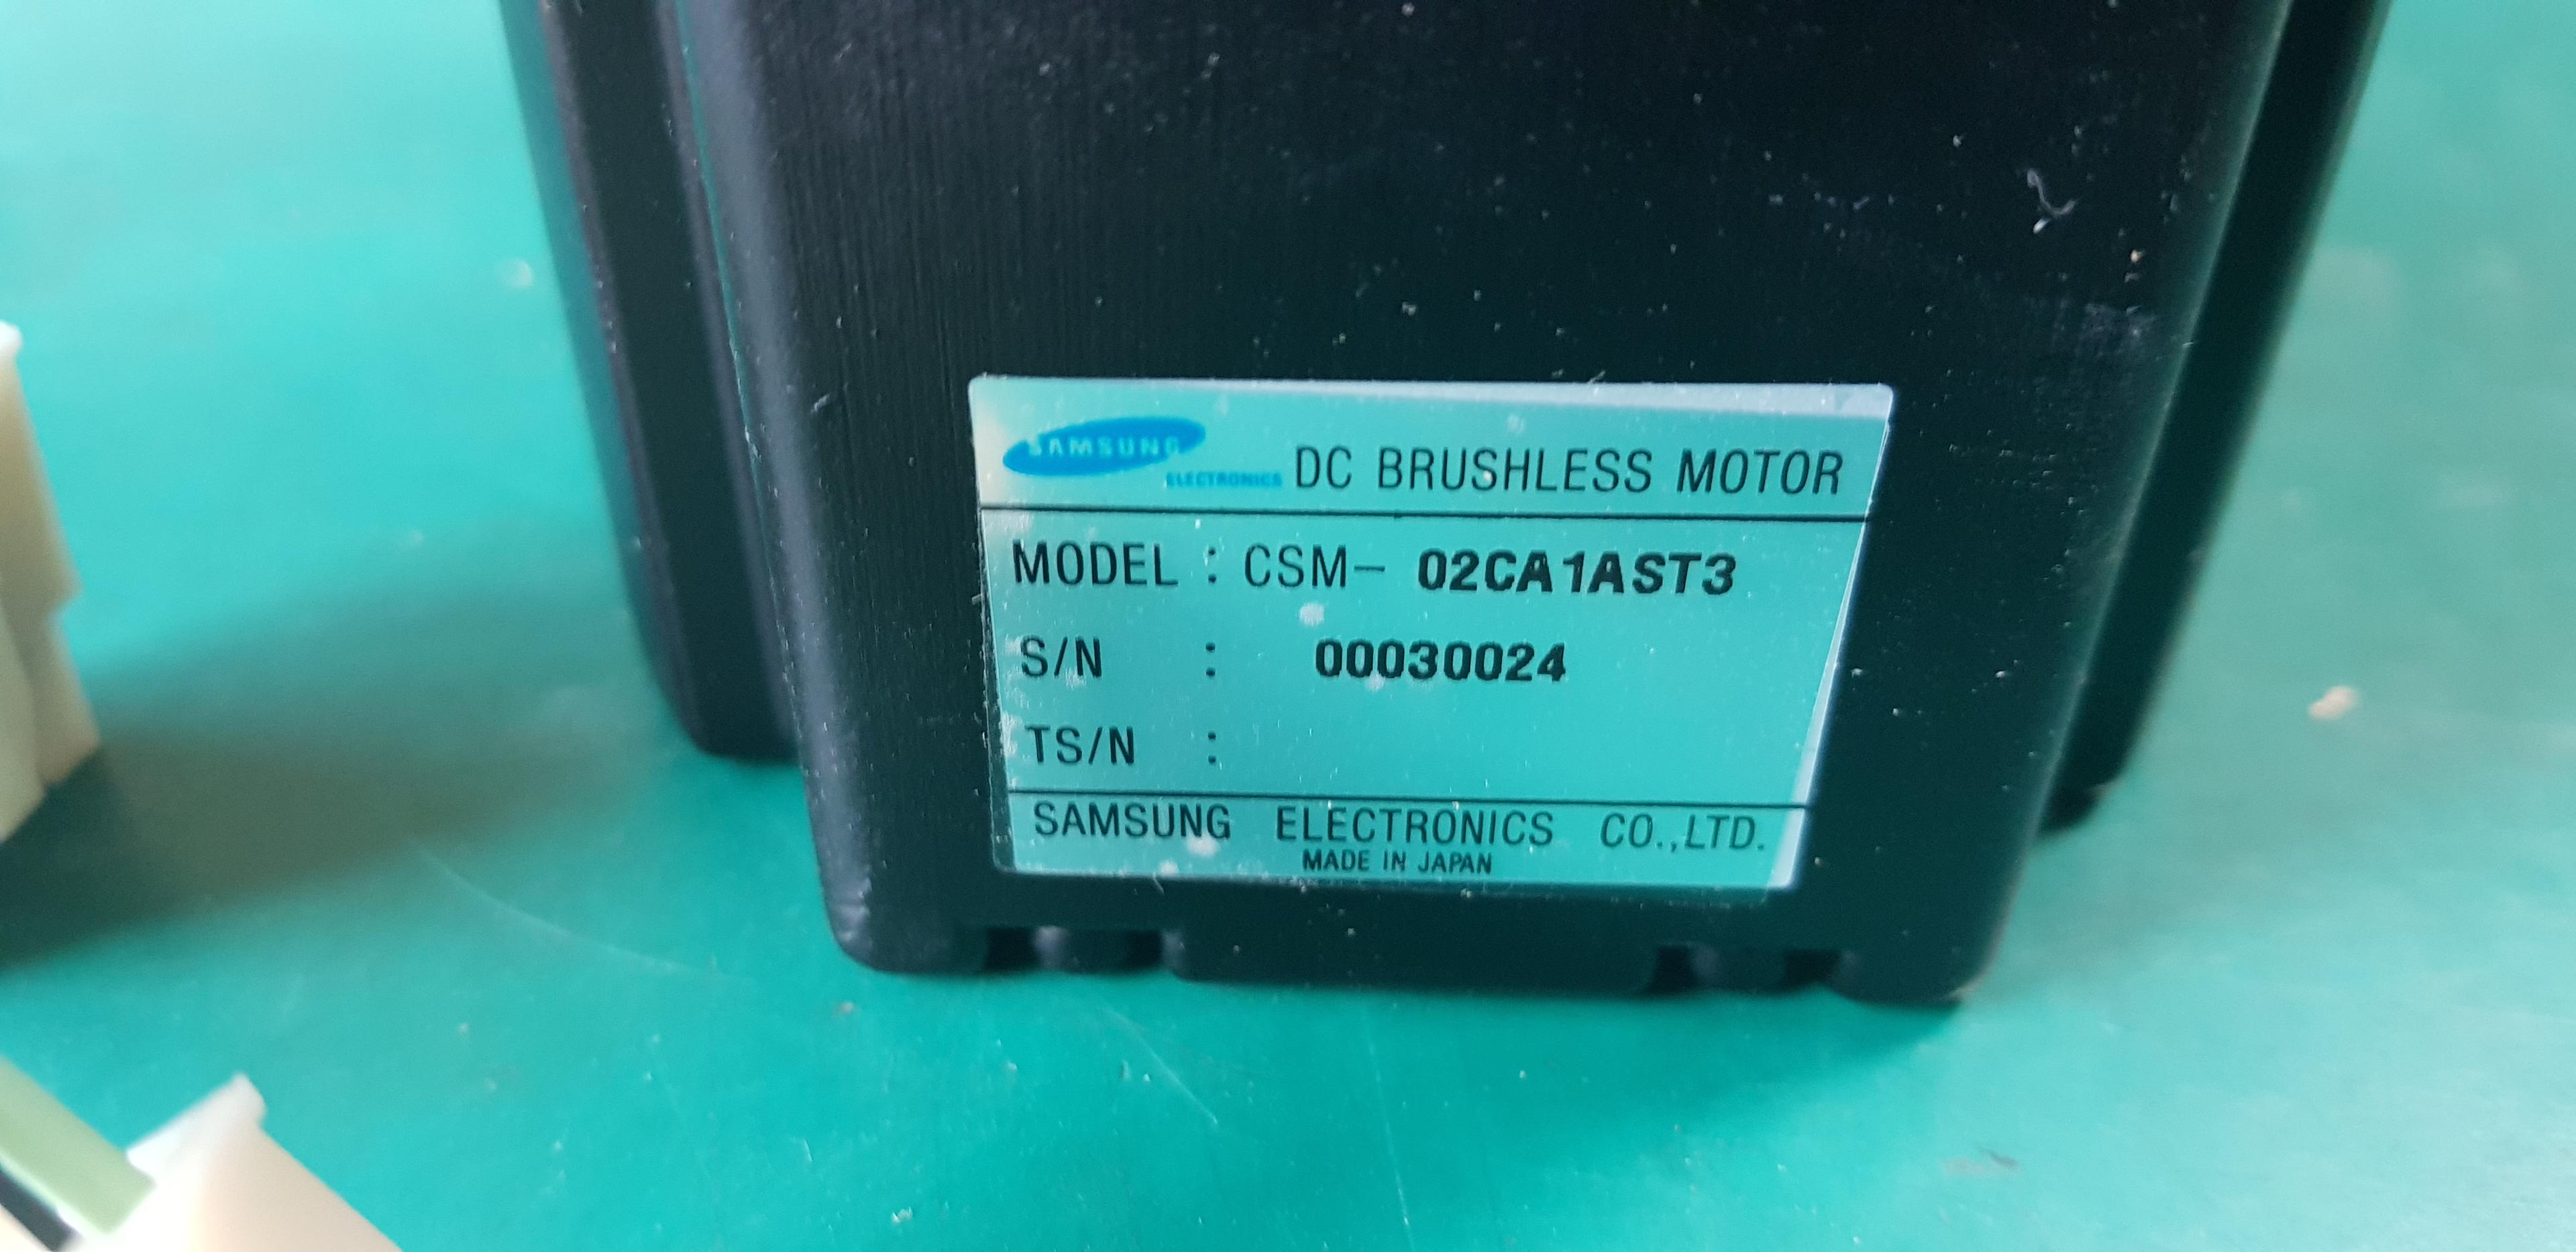 SAMSUNG
ELECTRONICS DC BRUSHLESS MOTOR
MODEL : CSM- 02CA1AST3
S/N : 00030024
TS/N :
SAMSUNG ELECTRONICS CO.,LTD.
MADE IN JAPAN